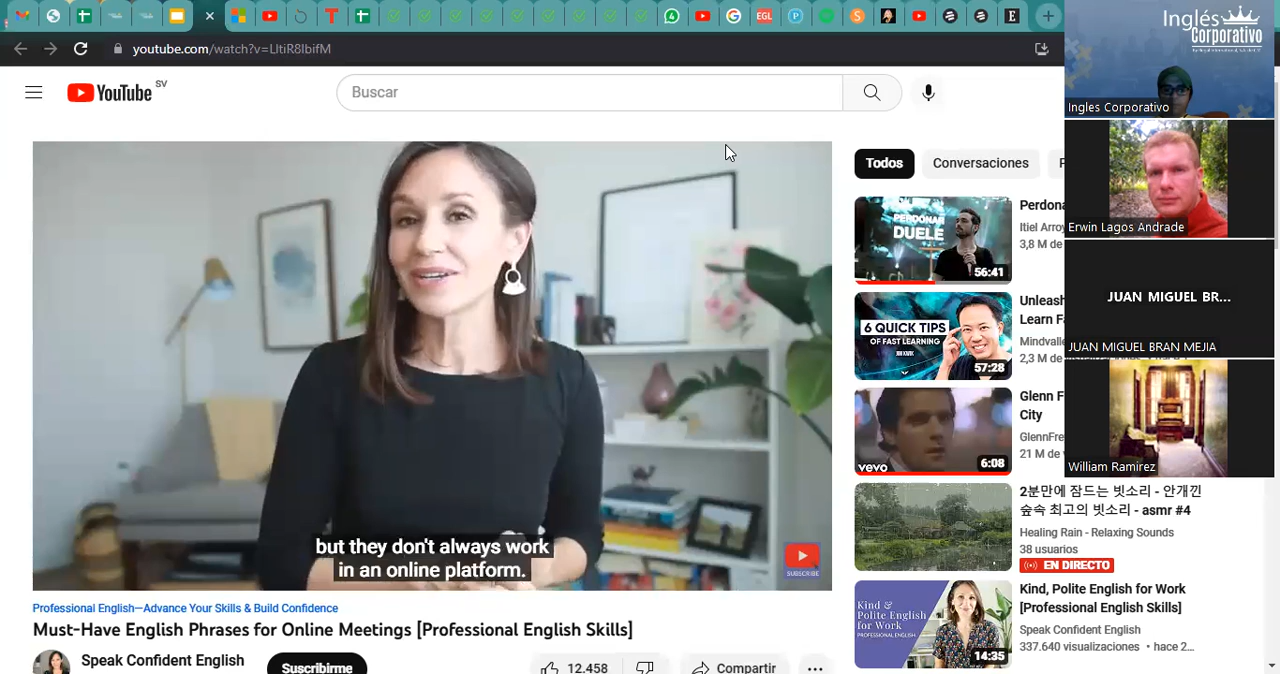 EGL
youtube.com/watch?v=LJtiR8IbifM
YouTube SV
Buscar
but they don't always work
in an online platform.
SUBSCRIBE
Professional English—Advance Your Skills & Build Confidence
Must-Have English Phrases for Online Meetings [Professional English Skills]
Speak Confident English
Suscribirme
12.458
Compartir
Todos
Conversaciones
PERDONAR
DUELE
56:41
Itiel
3,8 M de
6 QUICK TIPS
OF FAST LEARNING
JIM KWIK
57:28
Unleash
Learn
2,3 M de
vevo
6:08
Glenn
City
21 M de
2분만에 잠드는 빗소리 - 안개낀
숲속 최고의 빗소리 - asmr #4
Healing Rain - Relaxing Sounds
38 usuarios
EN DIRECTO
Kind &
Polite English
for Work
PROFESSIONAL ENGLISH
14:35
Kind, Polite English for Work
[Professional English Skills]
Speak Confident English
337.640 visualizaciones • hace 2...
Inglés
Corporativo
Ingles Corporativo
Erwin Lagos Andrade
JUAN MIGUEL BR...
JUAN MIGUEL BRAN MEJIA
William Ramirez